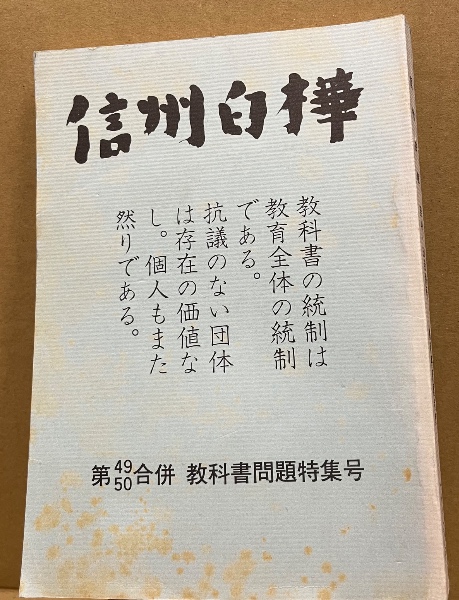 信州白樺
教科書の統制は
教育全体の統制
である。
抗議のない団体
は存在の価値な
し。個人もまた
然りである。
第49/50合併 教科書問題特集号